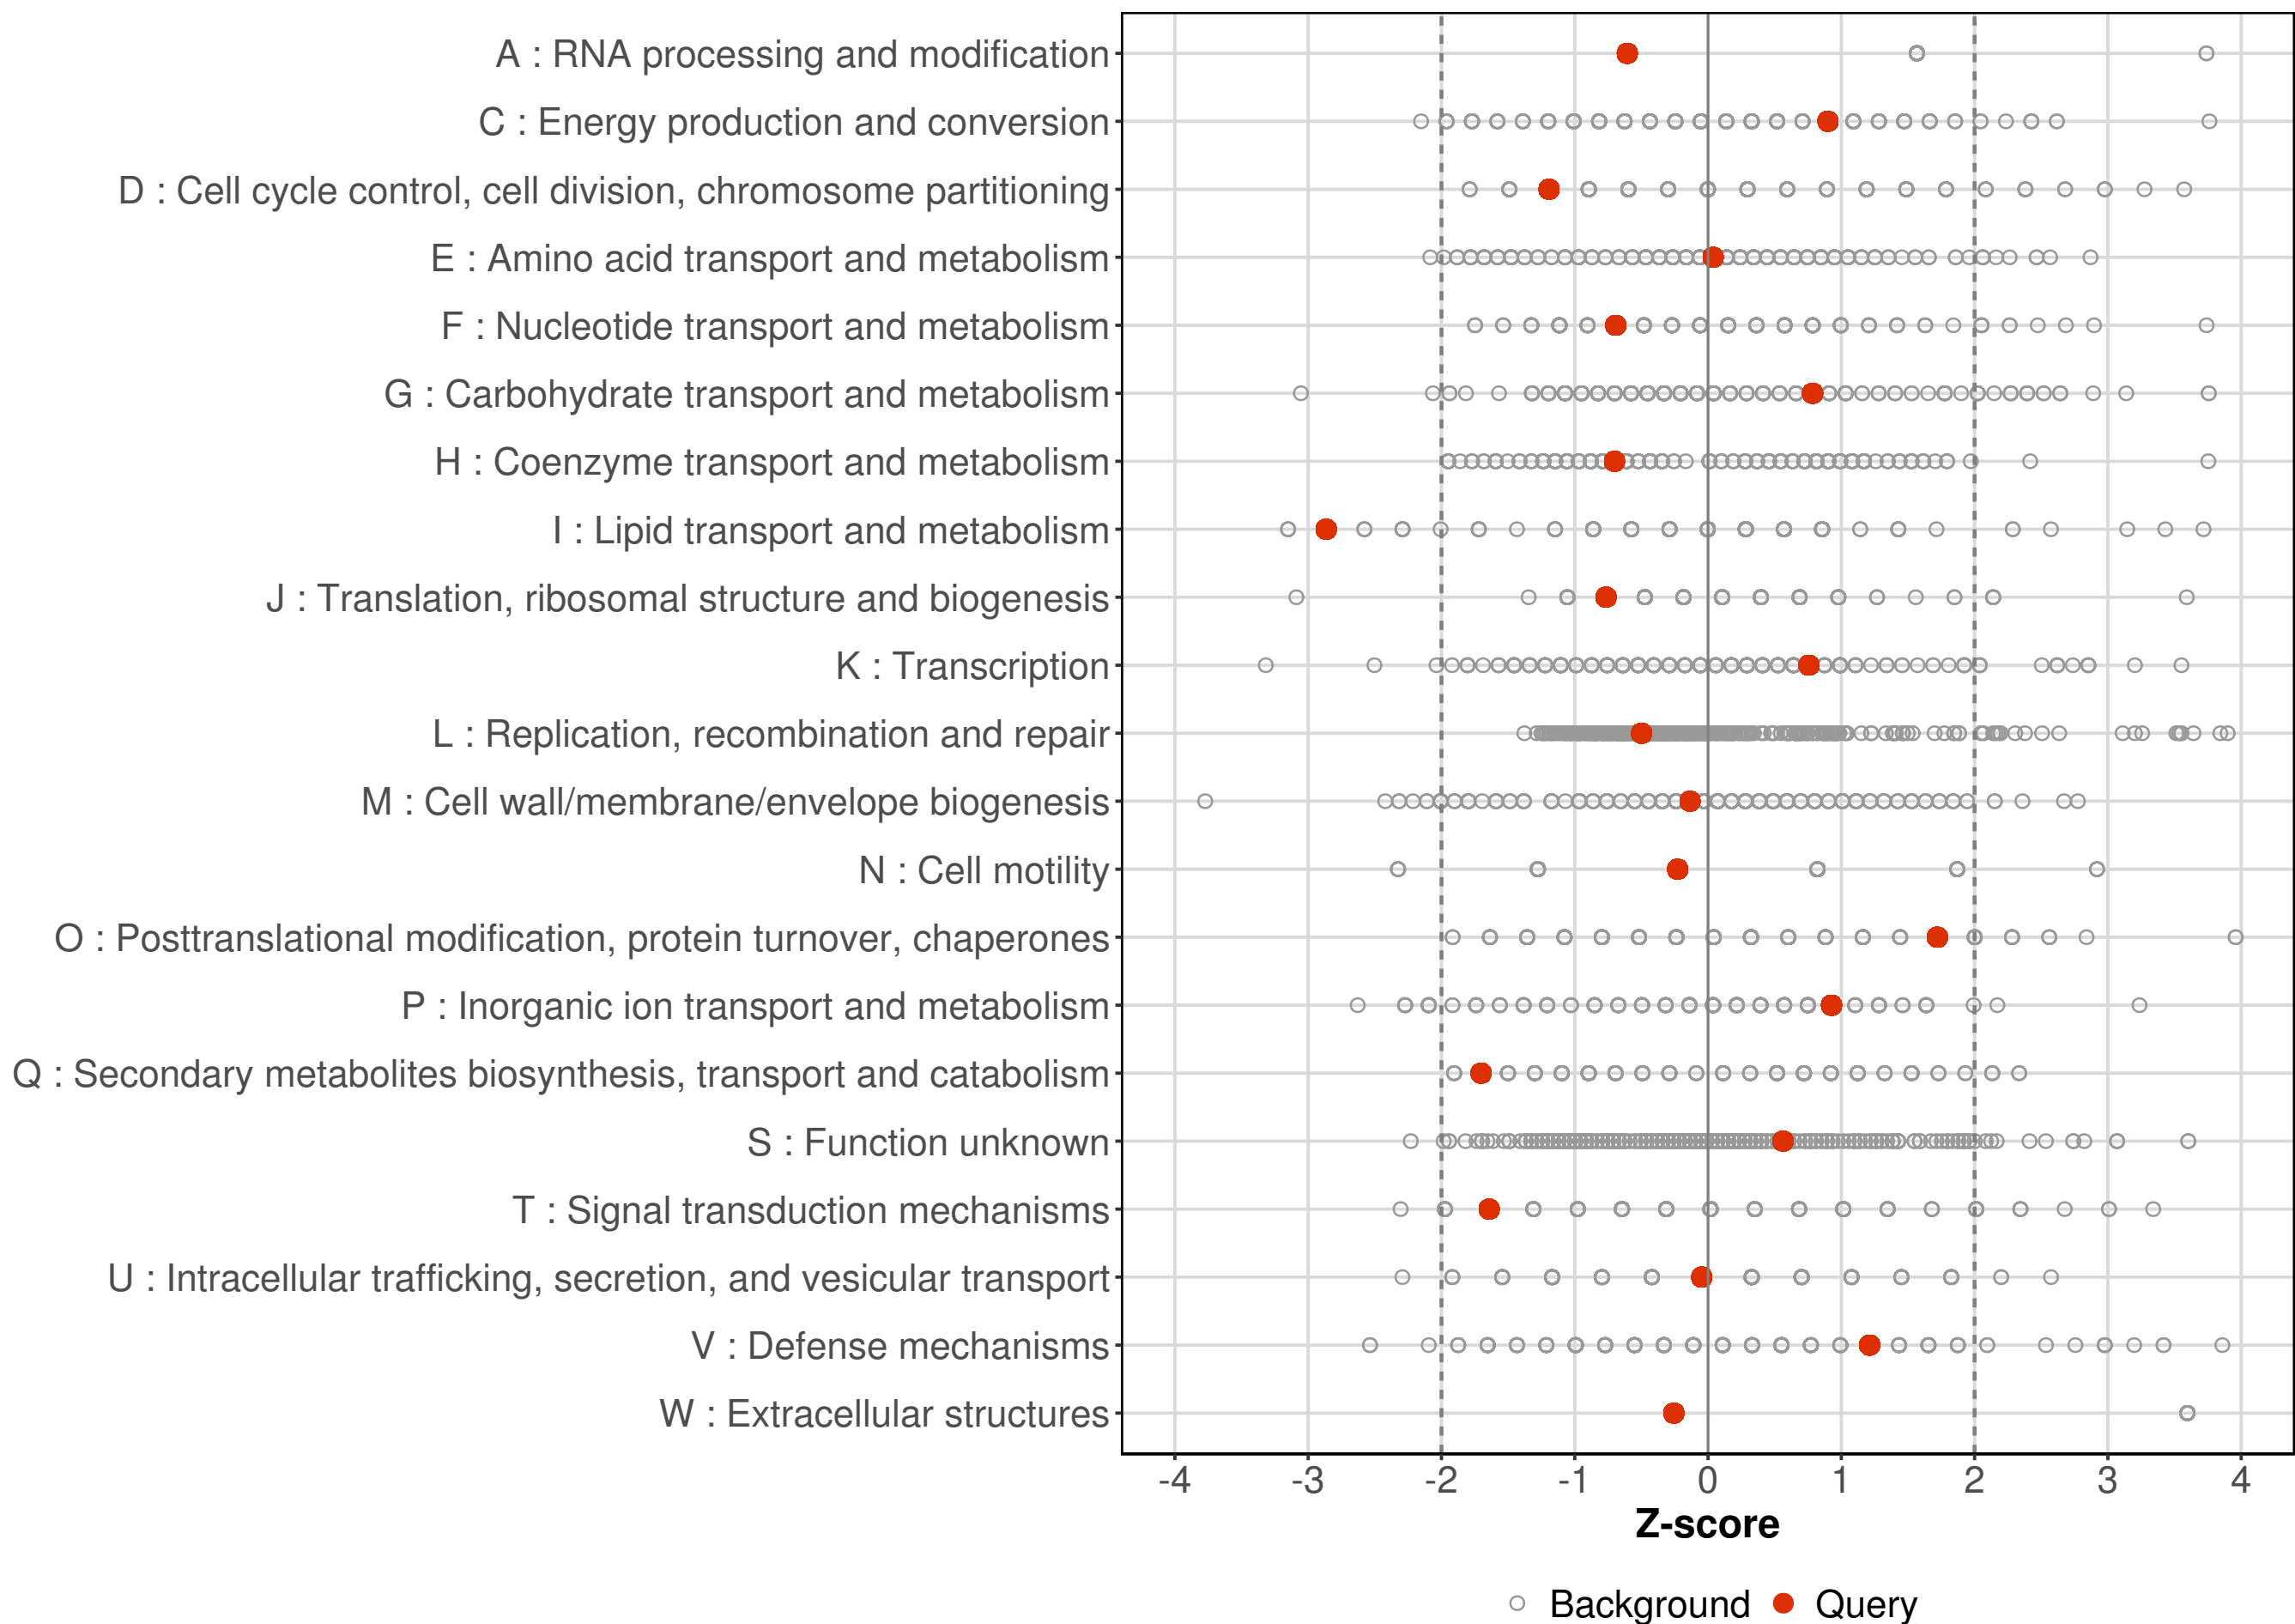 A : RNA processing and modification
C : Energy production and conversion
D : Cell cycle control, cell division, chromosome partitioning
E : Amino acid transport and metabolism
F : Nucleotide transport and metabolism
G : Carbohydrate transport and metabolism
H : Coenzyme transport and metabolism
I : Lipid transport and metabolism
J : Translation, ribosomal structure and biogenesis
K : Transcription
L : Replication, recombination and repair
M : Cell wall/membrane/envelope biogenesis
N : Cell motility
O : Posttranslational modification, protein turnover, chaperones
P : Inorganic ion transport and metabolism
Q : Secondary metabolites biosynthesis, transport and catabolism
S : Function unknown
T : Signal transduction mechanisms
U : Intracellular trafficking, secretion, and vesicular transport
V : Defense mechanisms
W : Extracellular structures
-4 -3 -2 -1 0 1 2 3 4
Z-score
Background Query